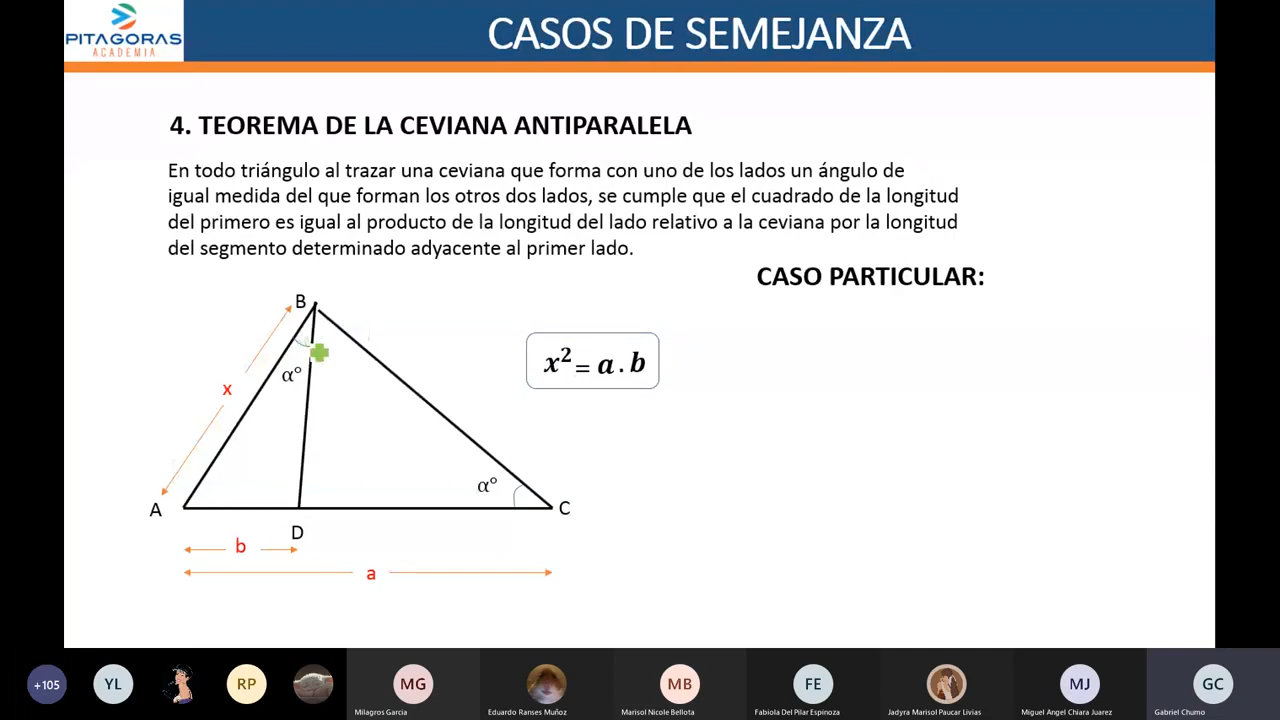 PITAGORAS
ACADEMIA
CASOS DE SEMEJANZA
4. TEOREMA DE LA CEVIANA ANTIPARALELA
En todo triángulo al trazar una ceviana que forma con uno de los lados un ángulo de
igual medida del que forman los otros dos lados, se cumple que el cuadrado de la longitud
del primero es igual al producto de la longitud del lado relativo a la ceviana por la longitud
del segmento determinado adyacente al primer lado.
CASO PARTICULAR:
B
x² = a . b
α°
x
α°
A
C
D
b
a
+105
YL
RP
MG
MB
FE
MJ
GC
Milagros Garcia
Eduardo Ranses Muñoz
Marisol Nicole Bellota
Fabiola Del Pilar Espinoza
Jadyra Marisol Paucar Livias
Miguel Angel Chiara Juarez
Gabriel Chumo